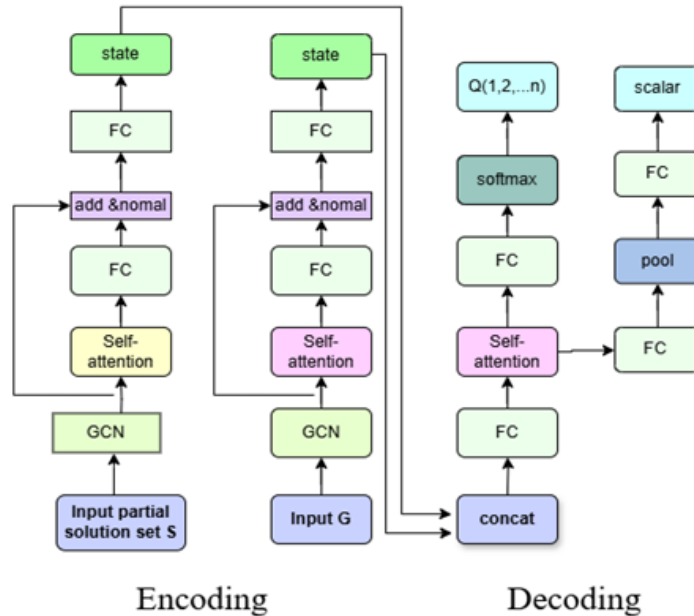 state
FC
add &nomal
FC
Self-
attention
GCN
Input partial
solution set S
state
FC
add &nomal
FC
Self-
attention
GCN
Input G
Q(1,2,...n)
softmax
FC
Self-
attention
FC
concat
scalar
FC
pool
FC
Encoding
Decoding